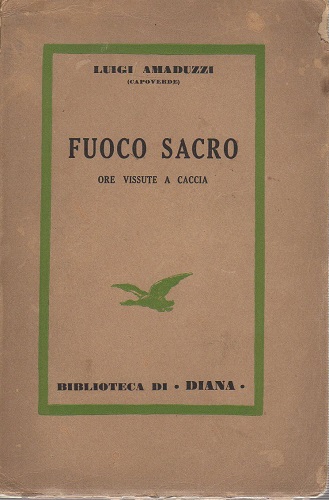 LUIGI AMADUZZI
(CAPOVERDE)
FUOCO SACRO
ORE VISSUTE A CACCIA
BIBLIOTECA DI • DIANA •